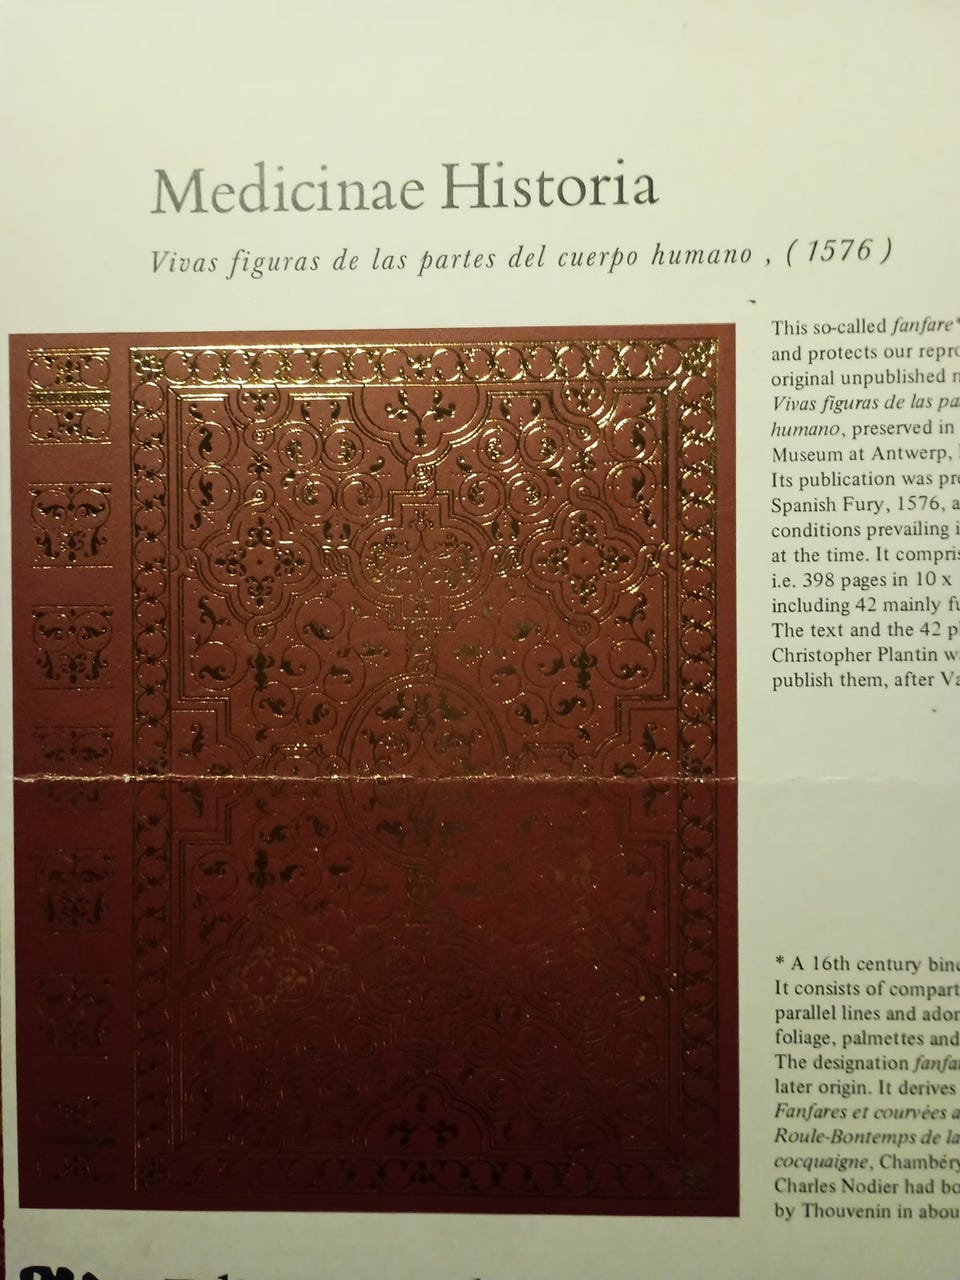 Medicinae Historia
Vivas figuras de las partes del cuerpo humano , ( 1576 )
This so-called fanfare*
and protects our repro
original unpublished
Vivas figuras de las pa
humano, preserved in
Museum at Antwerp,
Its publication was pre
Spanish Fury, 1576, a
conditions prevailing i
at the time. It compris
i.e. 398 pages in 10 x
including 42 mainly fu
The text and the 42 p
Christopher Plantin w
publish them, after Va
* A 16th century bind
It consists of compart
parallel lines and ador
foliage, palmettes and
The designation fanfa
later origin. It derives
Fanfares et courvées a
Roule-Bontemps de la
cocquaigne, Chambéry
Charles Nodier had bo
by Thouvenin in abou